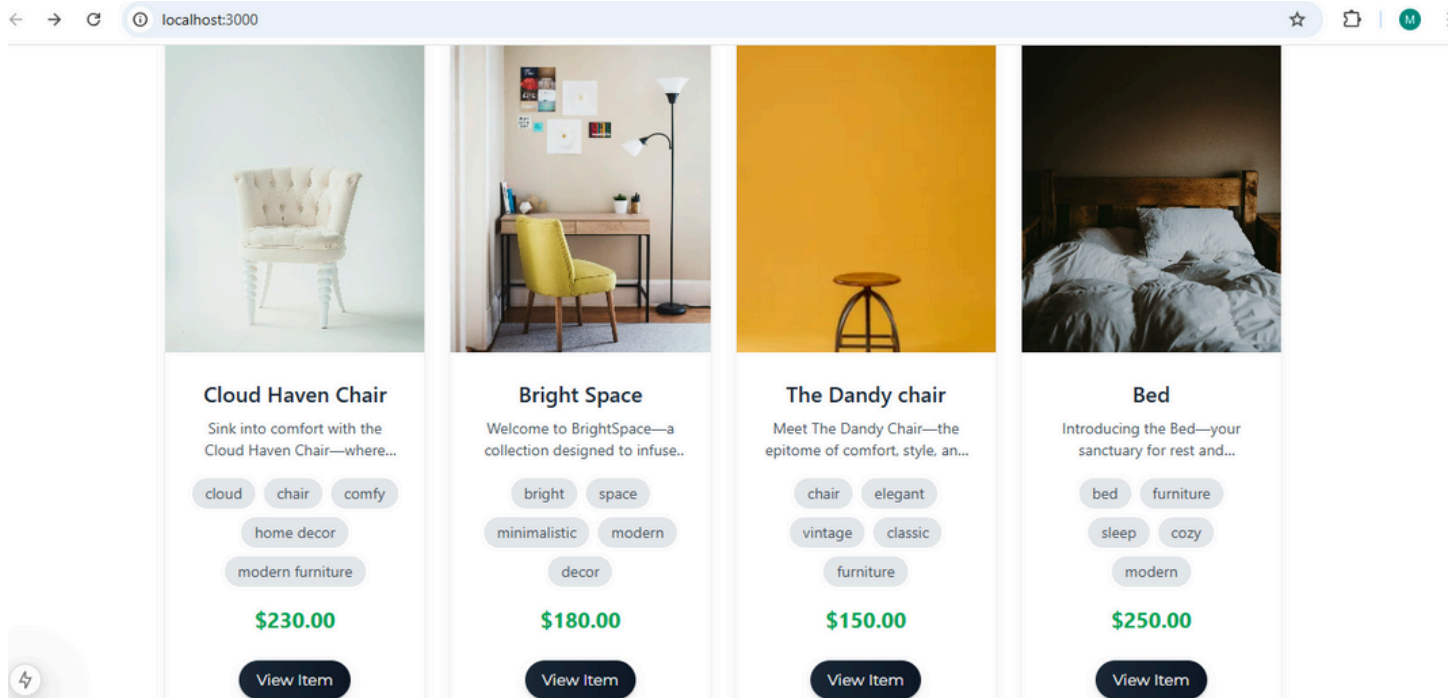 localhost:3000
M
Cloud Haven Chair
Sink into comfort with the
Cloud Haven Chair—where...
cloud chair comfy
home decor
modern furniture
$230.00
View Item
Bright Space
Welcome to BrightSpace—a
collection designed to infuse..
bright space
minimalistic modern
decor
$180.00
View Item
The Dandy chair
Meet The Dandy Chair—the
epitome of comfort, style, an...
chair elegant
vintage classic
furniture
$150.00
View Item
Bed
Introducing the Bed—your
sanctuary for rest and...
bed furniture
sleep cozy
modern
$250.00
View Item